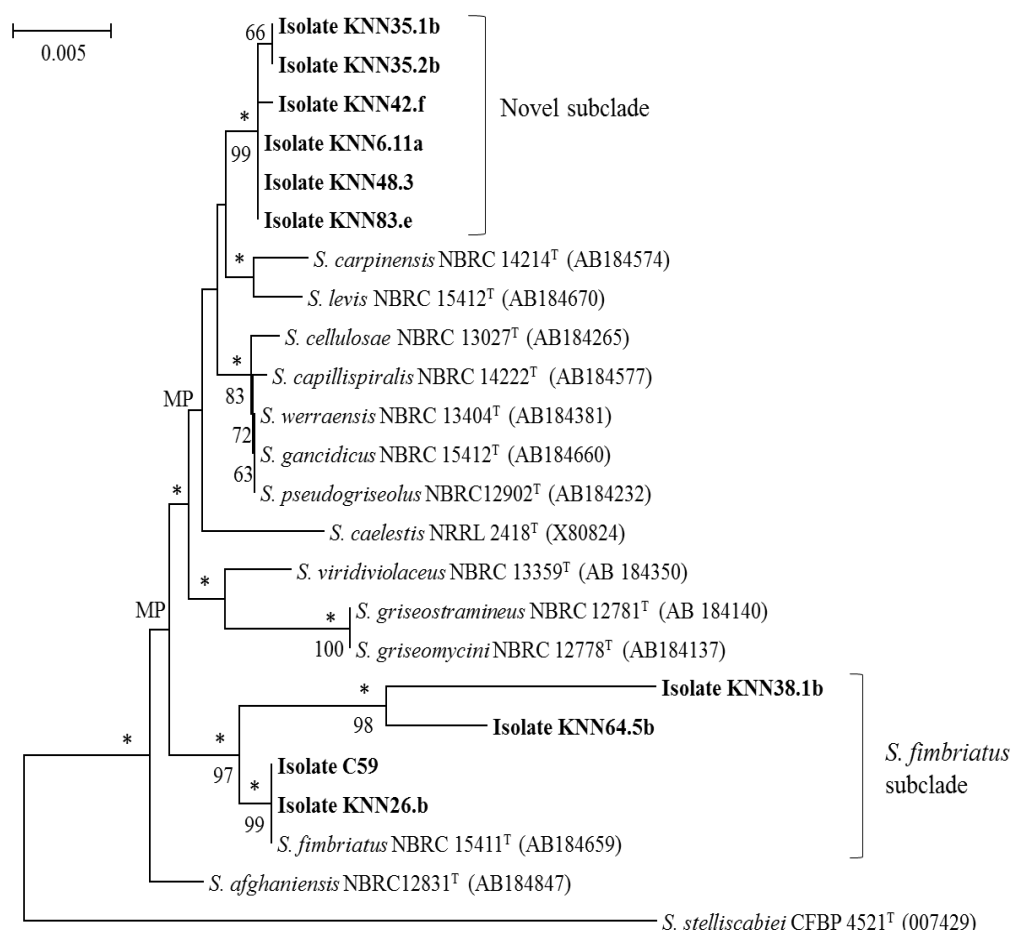 0.005
66
Isolate KNN35.1b
Isolate KNN35.2b
Isolate KNN42.f
*
99
Isolate KNN6.11a
Isolate KNN48.3
Isolate KNN83.e
Novel subclade
*
S. carpinensis NBRC 14214ᵀ (AB184574)
S. levis NBRC 15412ᵀ (AB184670)
S. cellulosae NBRC 13027ᵀ (AB184265)
*
S. capillispiralis NBRC 14222ᵀ (AB184577)
83
MP
S. werraensis NBRC 13404ᵀ (AB184381)
72
S. gancidicus NBRC 15412ᵀ (AB184660)
63
S. pseudogriseolus NBRC12902ᵀ (AB184232)
*
S. caelestis NRRL 2418ᵀ (X80824)
S. viridiviolaceus NBRC 13359ᵀ (AB 184350)
*
MP
S. griseostramineus NBRC 12781ᵀ (AB 184140)
*
100
S. griseomycini NBRC 12778ᵀ (AB184137)
*
Isolate KNN38.1b
98
Isolate KNN64.5b
*
*
97
Isolate C59
*
Isolate KNN26.b
99
S. fimbriatus NBRC 15411ᵀ (AB184659)
S. fimbriatus
subclade
S. afghaniensis NBRC12831ᵀ (AB184847)
S. stelliscabiei CFBP 4521ᵀ (007429)